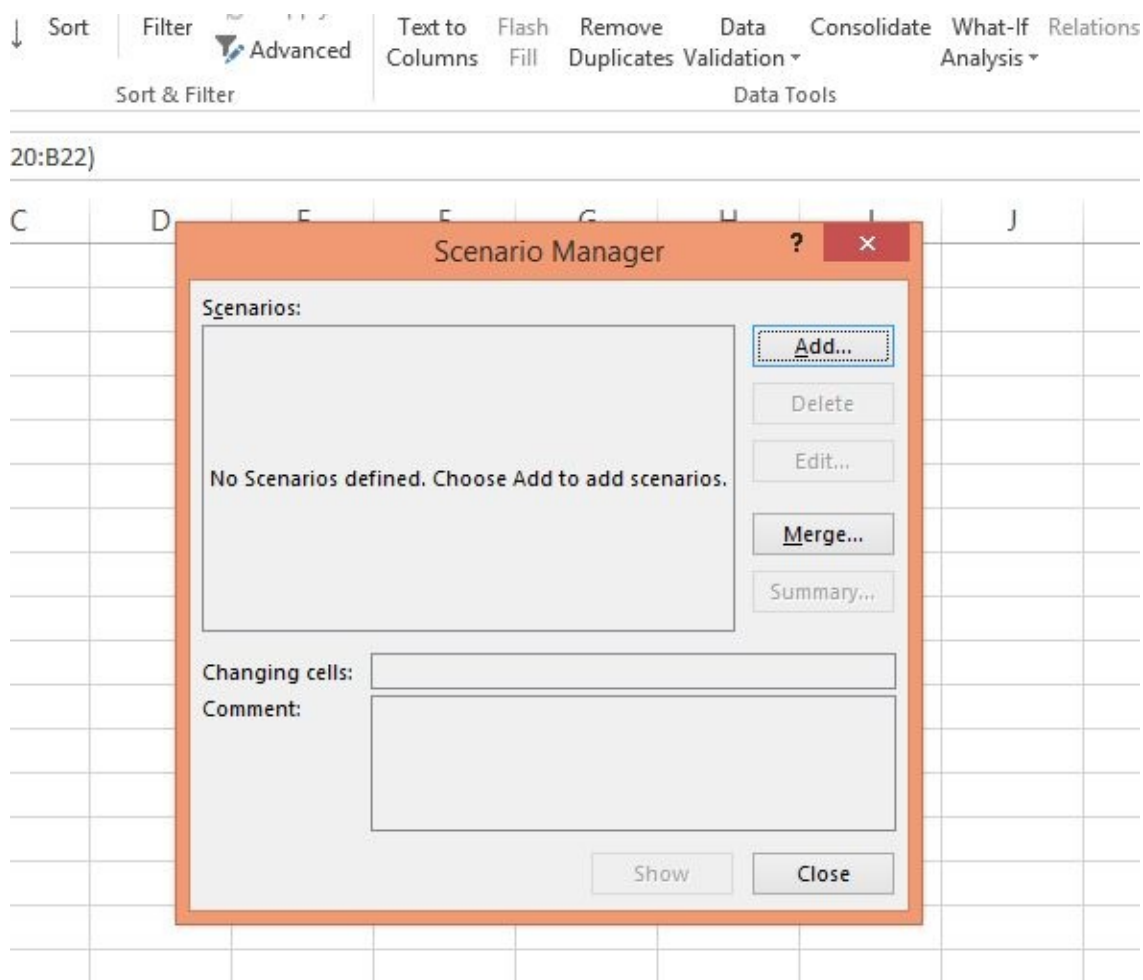 Sort Filter Text to Flash Remove Data Consolidate What-If Relations
Advanced Columns Fill Duplicates Validation Analysis
Sort & Filter Data Tools
20:B22)
C D J
Scenario Manager ?
Scenarios:
Add...
Delete
Edit...
No Scenarios defined. Choose Add to add scenarios.
Merge...
Summary...
Changing cells:
Comment:
Show Close